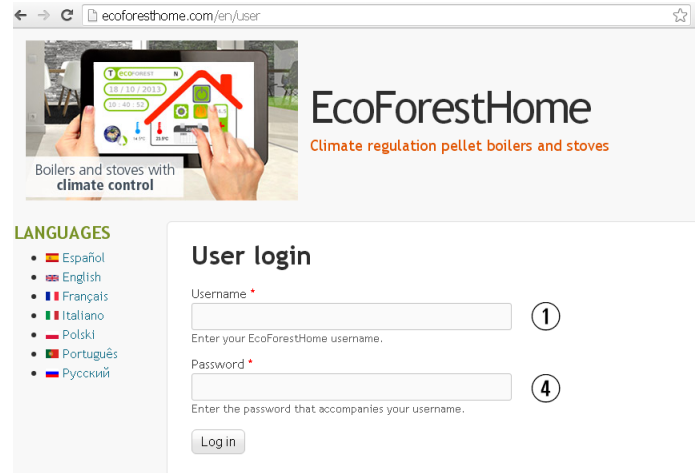 ecoforesthome.com/en/user
T ECOFOREST N
18 / 10 / 2013
10 : 40 : 52
Boilers and stoves with
climate control
EcoForestHome
Climate regulation pellet boilers and stoves
LANGUAGES
Español
English
Français
Italiano
Polski
Português
Русский
User login
Username *
1
Enter your EcoForestHome username.
Password *
4
Enter the password that accompanies your username.
Log in